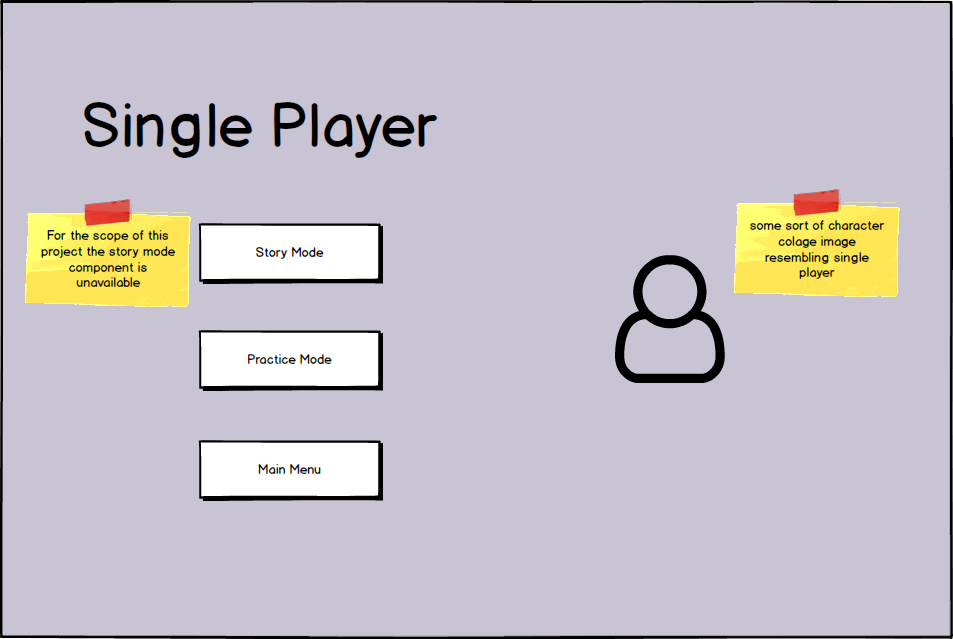 Single Player
For the scope of this
project the story mode
component is
unavailable
Story Mode
some sort of character
colage image
resembling single
player
Practice Mode
Main Menu